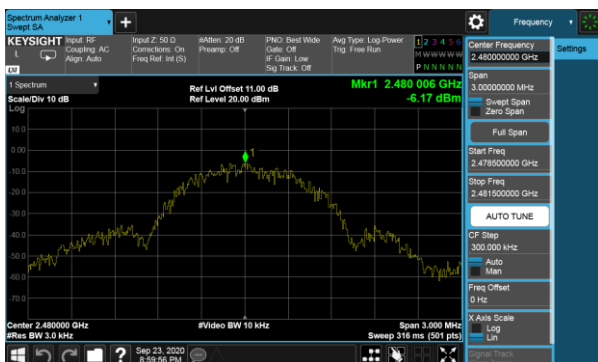 Spectrum Analyzer 1
Swept SA
Frequency
KEYSIGHT
L
LXI
Input: RF
Coupling: AC
Align: Auto
Input Z: 50 Ω
Corrections: On
Freq Ref: Int (S)
#Atten: 20 dB
Preamp: Off
PNO: Best Wide
Gate: Off
IF Gain: Low
Sig Track: Off
Avg Type: Log-Power
Trig: Free Run
1 2 3 4 5 6
M W W W W W
P N N N N N
1 Spectrum
Scale/Div 10 dB
Ref Lvl Offset 11.00 dB
Ref Level 20.00 dBm
Mkr1 2.480 006 GHz
-6.17 dBm
Log
10.0
0.00
-10.0
-20.0
-30.0
-40.0
-50.0
-60.0
-70.0
1
Center 2.480000 GHz
#Res BW 3.0 kHz
#Video BW 10 kHz
Span 3.000 MHz
Sweep 316 ms (501 pts)
Sep 23, 2020
8:59:56 PM
Center Frequency
2.480000000 GHz
Settings
Span
3.00000000 MHz
Swept Span
Zero Span
Full Span
Start Freq
2.478500000 GHz
Stop Freq
2.481500000 GHz
AUTO TUNE
CF Step
300.000 kHz
Auto
Man
Freq Offset
0 Hz
X Axis Scale
Log
Lin
Signal Track